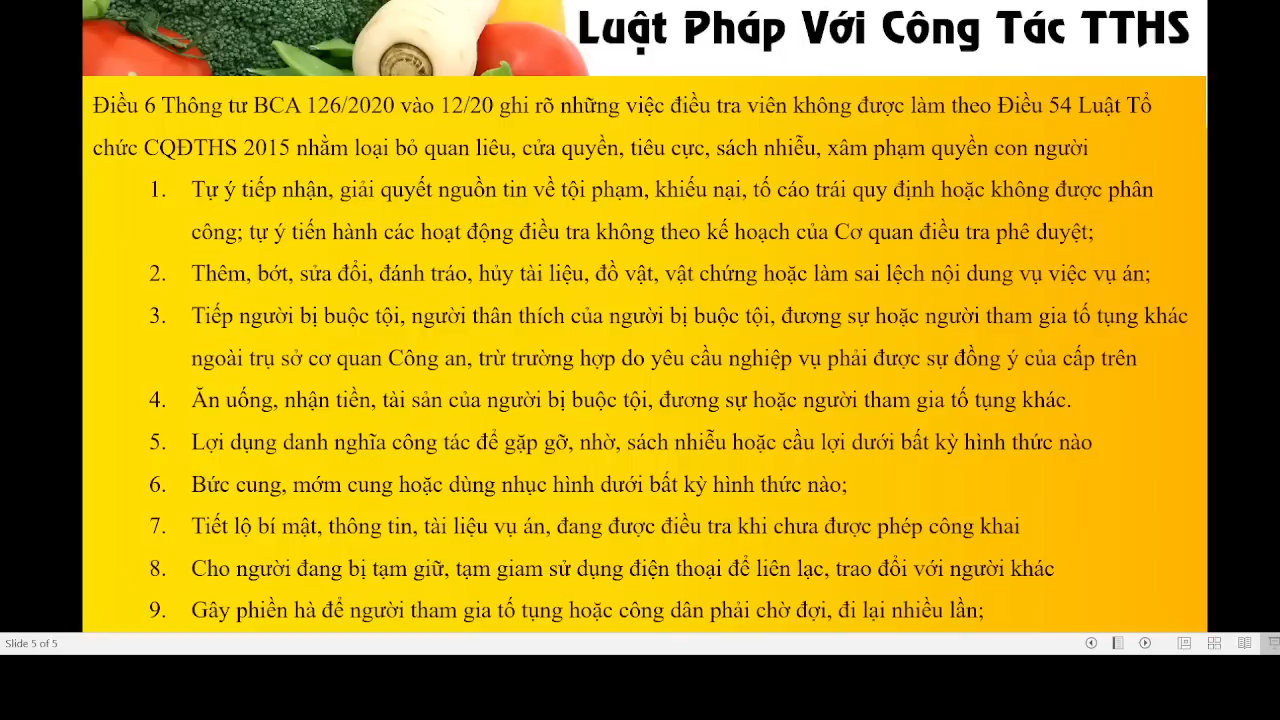 Luật Pháp Với Công Tác TTHS
Điều 6 Thông tư BCA 126/2020 vào 12/20 ghi rõ những việc điều tra viên không được làm theo Điều 54 Luật Tổ
chức CQĐTHS 2015 nhằm loại bỏ quan liêu, cửa quyền, tiêu cực, sách nhiễu, xâm phạm quyền con người
1. Tự ý tiếp nhận, giải quyết nguồn tin về tội phạm, khiếu nại, tố cáo trái quy định hoặc không được phân
công; tự ý tiến hành các hoạt động điều tra không theo kế hoạch của Cơ quan điều tra phê duyệt;
2. Thêm, bớt, sửa đổi, đánh tráo, hủy tài liệu, đồ vật, vật chứng hoặc làm sai lệch nội dung vụ việc vụ án;
3. Tiếp người bị buộc tội, người thân thích của người bị buộc tội, đương sự hoặc người tham gia tố tụng khác
ngoài trụ sở cơ quan Công an, trừ trường hợp do yêu cầu nghiệp vụ phải được sự đồng ý của cấp trên
4. Ăn uống, nhận tiền, tài sản của người bị buộc tội, đương sự hoặc người tham gia tố tụng khác.
5. Lợi dụng danh nghĩa công tác để gặp gỡ, nhờ, sách nhiễu hoặc cầu lợi dưới bất kỳ hình thức nào
6. Bức cung, mớm cung hoặc dùng nhục hình dưới bất kỳ hình thức nào;
7. Tiết lộ bí mật, thông tin, tài liệu vụ án, đang được điều tra khi chưa được phép công khai
8. Cho người đang bị tạm giữ, tạm giam sử dụng điện thoại để liên lạc, trao đổi với người khác
9. Gây phiền hà để người tham gia tố tụng hoặc công dân phải chờ đợi, đi lại nhiều lần;
Slide 5 of 5